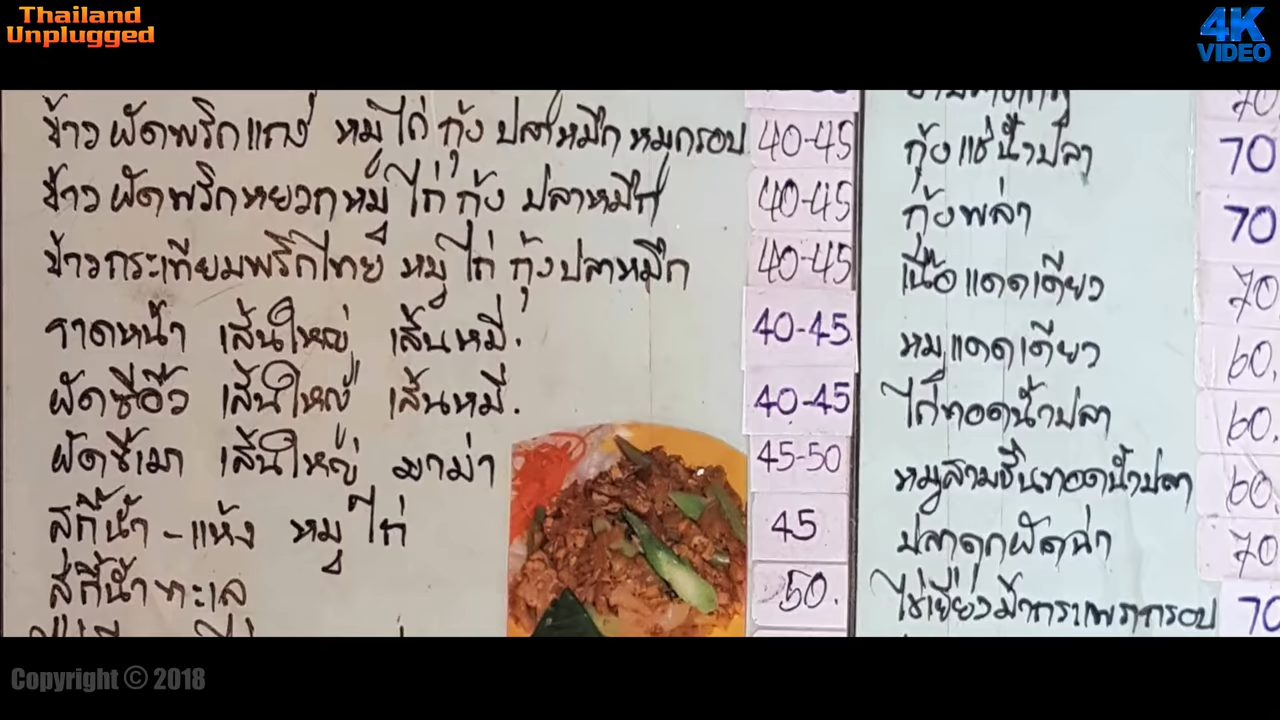 Thailand
Unplugged
4K
VIDEO
ข้าวผัดพริกแกง หมู ไก่ กุ้ง ปลาหมึก หมูกรอบ 40-45
ข้าวผัดพริกหยวกหมู ไก่ กุ้ง ปลาหมึก 40-45
ข้าวกระเทียมพริกไทย หมู ไก่ กุ้ง ปลาหมึก 40-45
ราดหน้า เส้นใหญ่ เส้นหมี่. 40-45
ผัดซีอิ๊ว เส้นใหญ่ เส้นหมี่. 40-45
ผัดขี้เมา เส้นใหญ่ มาม่า 45-50
สุกี้น้ำ - แห้ง หมู ไก่ 45
สุกี้น้ำทะเล 50.
70.
กุ้งแช่น้ำปลา 70
กุ้งพล่า 70
เนื้อแดดเดียว 70
หมูแดดเดียว 60.
ไก่ทอดน้ำปลา 60.
หมูสามชั้นทอดน้ำปลา 60.
ปลาดุกผัดฉ่า 70
ไข่เยี่ยวม้ากระเพรากรอบ 70
Copyright © 2018